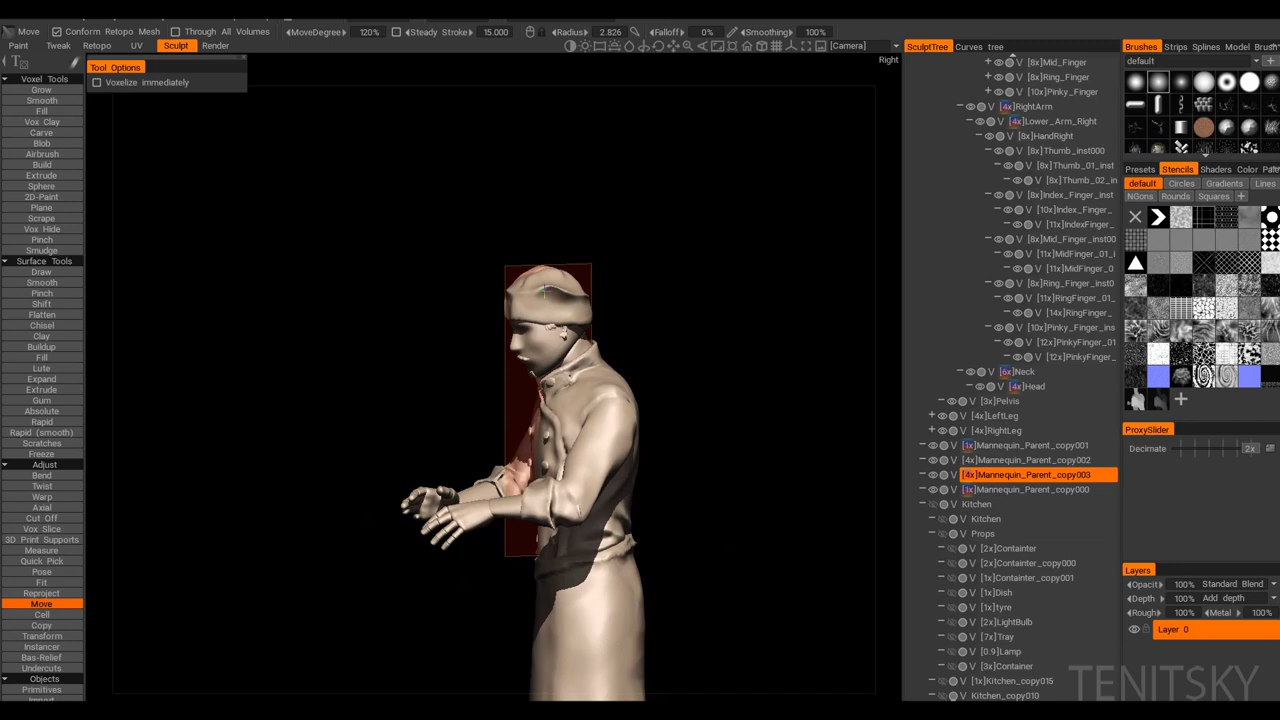 Move Conform Retopo Mesh Through All Volumes MoveDegree 120% Steady Stroke 15.000 Radius 2.826 Falloff 0% Smoothing 100%
Paint Tweak Retopo UV Sculpt Render [Camera]
Right
Tool Options
Voxelize immediately
Voxel Tools
Grow
Smooth
Fill
Vox Clay
Carve
Blob
Airbrush
Build
Extrude
Sphere
2D-Paint
Plane
Scrape
Vox Hide
Pinch
Smudge
Surface Tools
Draw
Smooth
Pinch
Shift
Flatten
Chisel
Clay
Buildup
Fill
Lute
Expand
Extrude
Gum
Absolute
Rapid
Rapid (smooth)
Scratches
Freeze
Adjust
Bend
Twist
Warp
Axial
Cut Off
Vox Slice
3D Print Supports
Measure
Quick Pick
Pose
Fit
Reproject
Move
Cell
Copy
Transform
Instancer
Bas-Relief
Undercuts
Objects
Primitives
SculptTree Curves tree
V [8x]Mid_Finger
V [8x]Ring_Finger
V [10x]Pinky_Finger
V [4x]RightArm
V [4x]Lower_Arm_Right
V [8x]HandRight
V [8x]Thumb_inst000
V [8x]Thumb_01_inst
V [8x]Thumb_02_in
V [8x]Index_Finger_inst
V [10x]Index_Finger_
V [11x]IndexFinger_
V [8x]Mid_Finger_inst00
V [11x]MidFinger_01_i
V [11x]MidFinger_0
V [8x]Ring_Finger_inst0
V [11x]RingFinger_01_
V [14x]RingFinger_
V [10x]Pinky_Finger_ins
V [12x]PinkyFinger_01
V [12x]PinkyFinger_
V [6x]Neck
V [4x]Head
V [3x]Pelvis
V [4x]LeftLeg
V [4x]RightLeg
V [1x]Mannequin_Parent_copy001
V [4x]Mannequin_Parent_copy002
V [4x]Mannequin_Parent_copy003
V [1x]Mannequin_Parent_copy000
V Kitchen
V Kitchen
V Props
V [2x]Containter
V [2x]Containter_copy000
V [1x]Containter_copy001
V [1x]Dish
V [1x]tyre
V [2x]LightBulb
V [7x]Tray
V [0.9]Lamp
V [3x]Container
V [1x]Kitchen_copy015
V Kitchen_copy010
Brushes Strips Splines Model Brush
default
Presets Stencils Shaders Color
default Circles Gradients Lines
NGons Rounds Squares
ProxySlider
Decimate 2x
Layers
Opacit 100% Standard Blend
Depth 100% Add depth
Rough 100% Metal 100%
Layer 0
TENITSKY